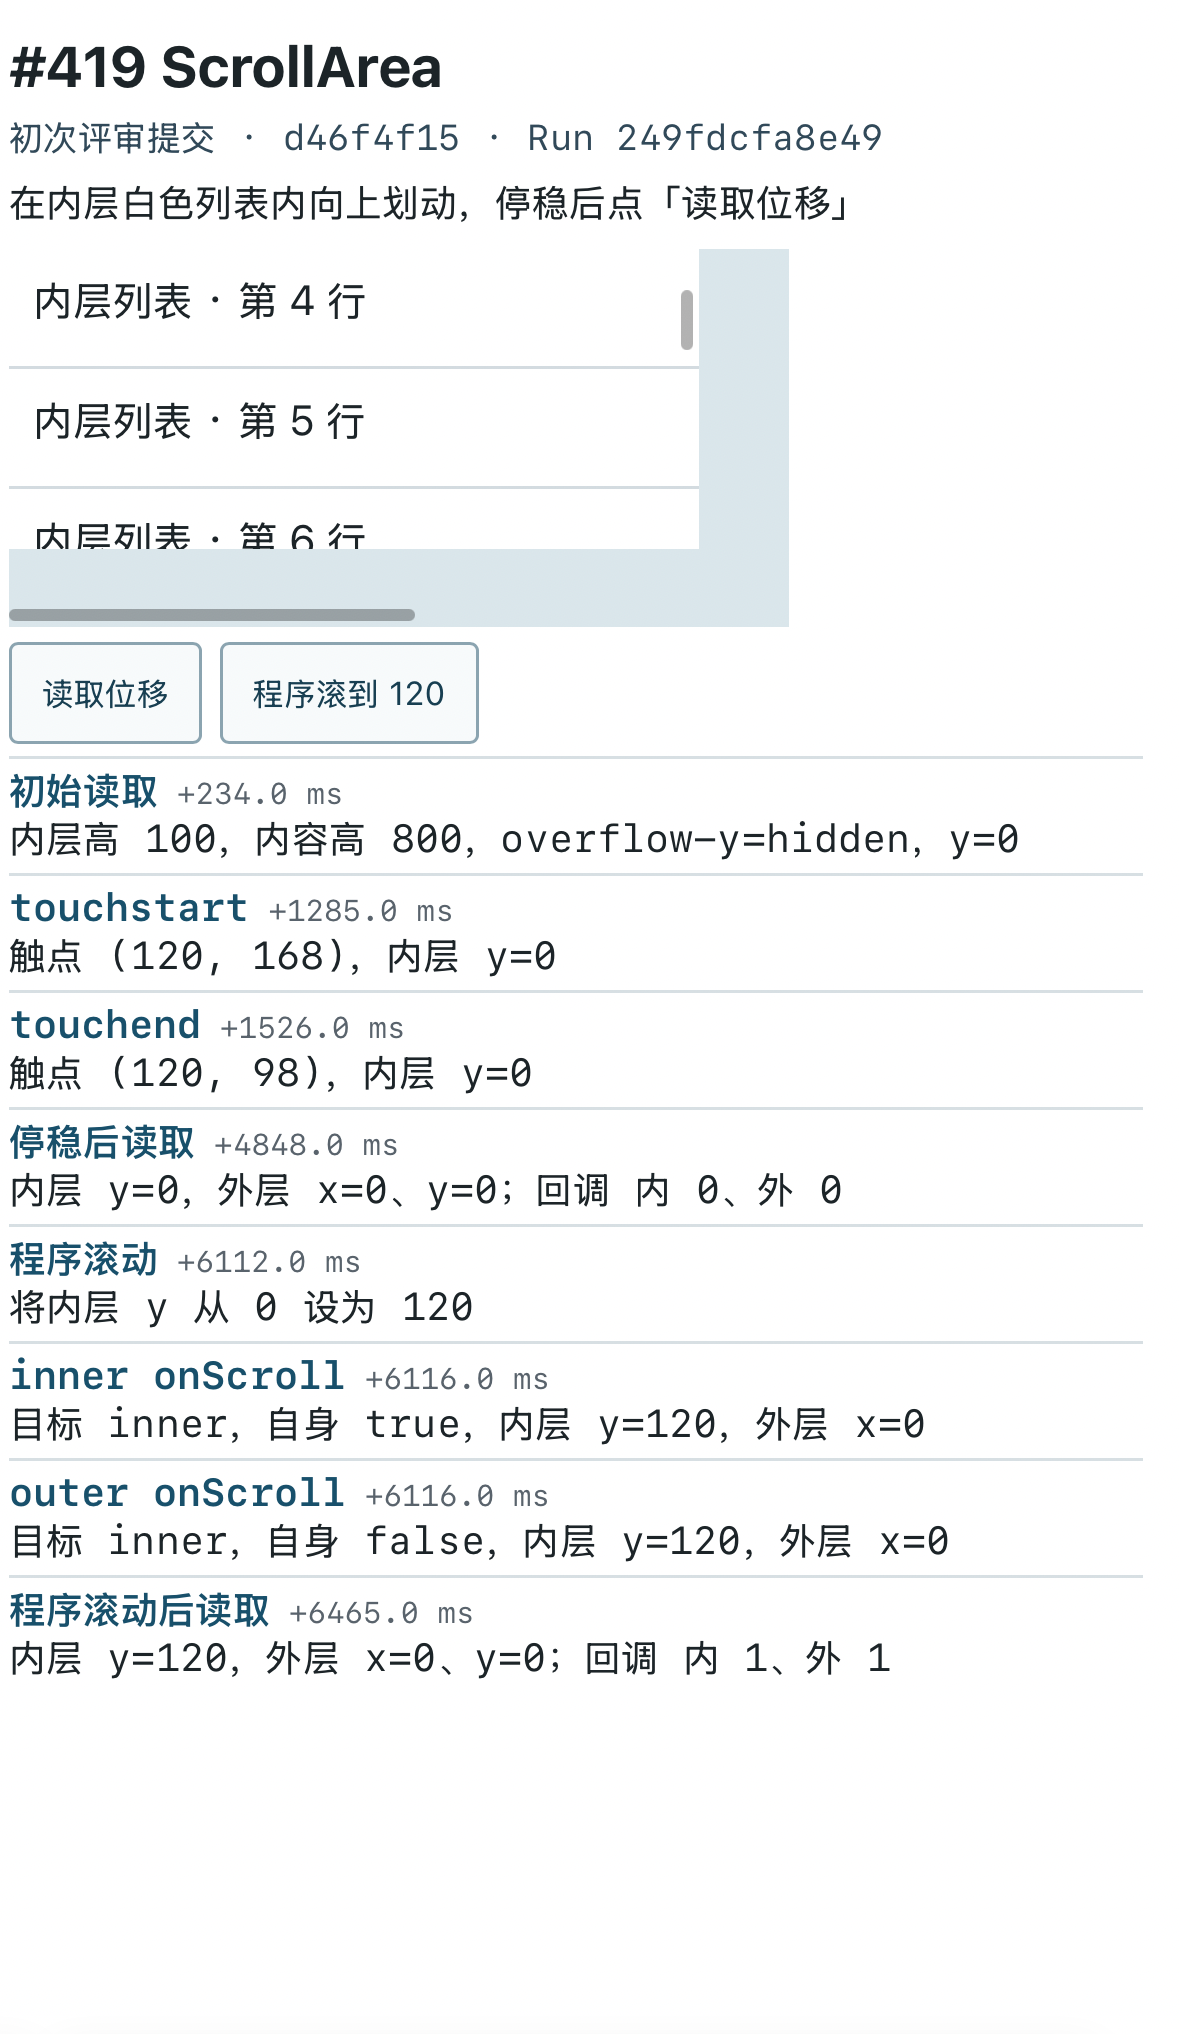 #419 ScrollArea
初次评审提交 · d46f4f15 · Run 249fdcfa8e49
在内层白色列表内向上划动，停稳后点「读取位移」
内层列表 · 第 4 行
内层列表 · 第 5 行
内层列表 · 第 6 行
读取位移 程序滚到 120
初始读取 +234.0 ms
内层高 100，内容高 800，overflow-y=hidden，y=0
touchstart +1285.0 ms
触点 (120, 168)，内层 y=0
touchend +1526.0 ms
触点 (120, 98)，内层 y=0
停稳后读取 +4848.0 ms
内层 y=0，外层 x=0、y=0；回调 内 0、外 0
程序滚动 +6112.0 ms
将内层 y 从 0 设为 120
inner onScroll +6116.0 ms
目标 inner，自身 true，内层 y=120，外层 x=0
outer onScroll +6116.0 ms
目标 inner，自身 false，内层 y=120，外层 x=0
程序滚动后读取 +6465.0 ms
内层 y=120，外层 x=0、y=0；回调 内 1、外 1